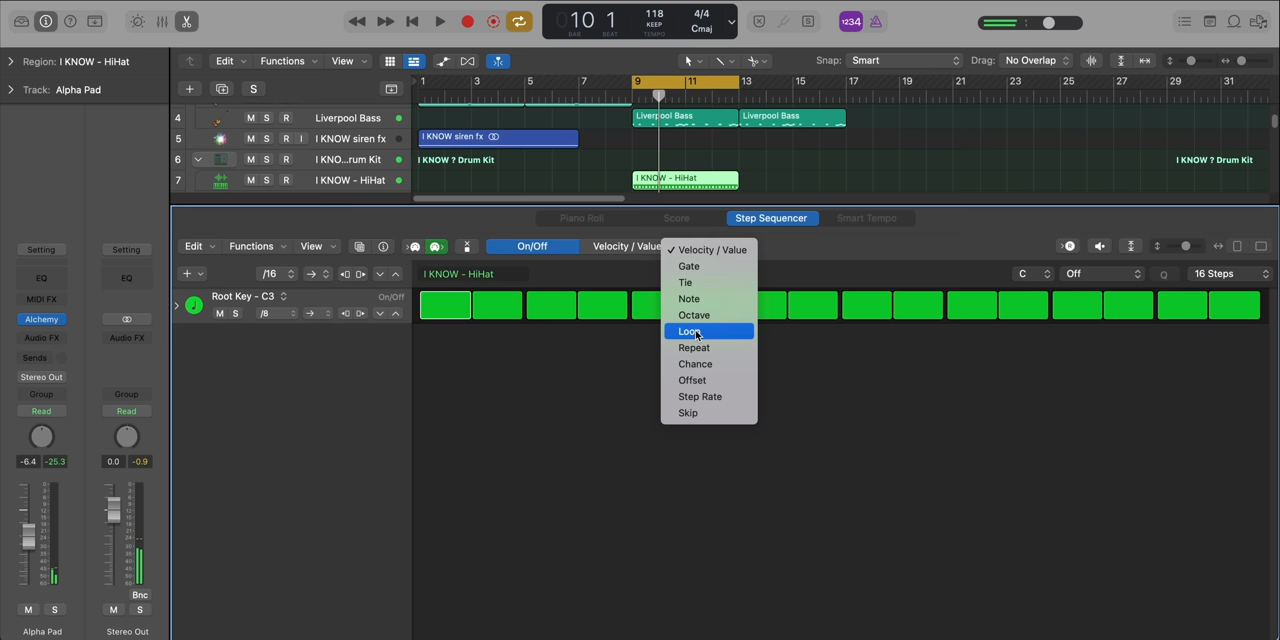 10 1
BAR BEAT
118
KEEP
TEMPO
4/4
Cmaj
1234
S
Region: I KNOW - HiHat
Track: Alpha Pad
Edit Functions View
Snap: Smart
Drag: No Overlap
+ S
1 3 5 7 9 11 13 15 17 19 21 23 25 27 29 31
4 M S R Liverpool Bass
Liverpool Bass Liverpool Bass
5 M S R I I KNOW siren fx
I KNOW siren fx
6 M S R I KNO...rum Kit
I KNOW ? Drum Kit I KNOW ? Drum Kit
7 M S R I KNOW - HiHat
I KNOW - HiHat
Piano Roll Score Step Sequencer Smart Tempo
Edit Functions View
On/Off Velocity / Value
✓ Velocity / Value
Gate
Tie
Note
Octave
Loop
Repeat
Chance
Offset
Step Rate
Skip
+ /16
I KNOW - HiHat
C Off Q 16 Steps
Root Key - C3 On/Off
M S /8
Setting Setting
EQ EQ
MIDI FX
Alchemy
Audio FX Audio FX
Sends
Stereo Out
Group Group
Read Read
-6.4 -25.3 0.0 -0.9
Bnc
M S M S
Alpha Pad Stereo Out